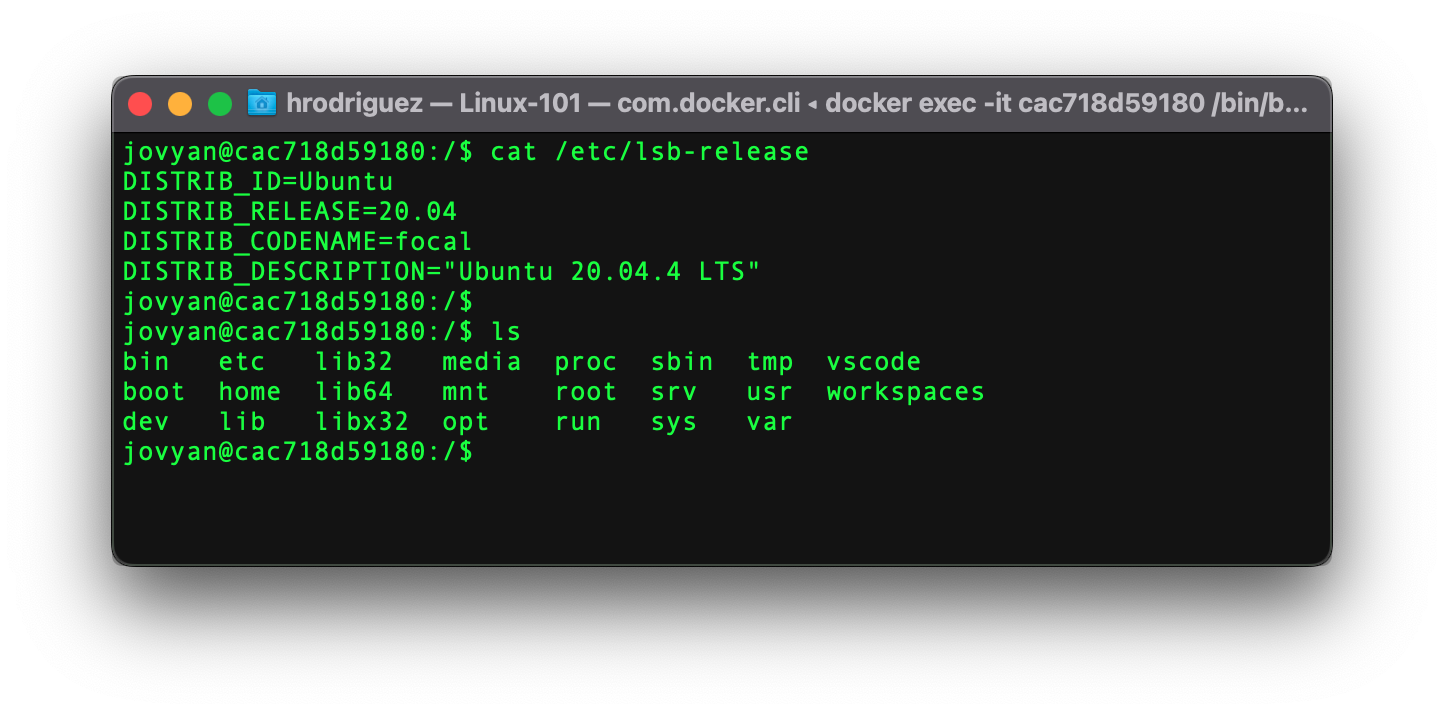 hrodriguez — Linux-101 — com.docker.cli ◂ docker exec -it cac718d59180 /bin/b...
jovyan@cac718d59180:/$ cat /etc/lsb-release
DISTRIB_ID=Ubuntu
DISTRIB_RELEASE=20.04
DISTRIB_CODENAME=focal
DISTRIB_DESCRIPTION="Ubuntu 20.04.4 LTS"
jovyan@cac718d59180:/$
jovyan@cac718d59180:/$ ls
bin   etc   lib32   media  proc  sbin  tmp  vscode
boot  home  lib64   mnt    root  srv   usr  workspaces
dev   lib   libx32  opt    run   sys   var
jovyan@cac718d59180:/$